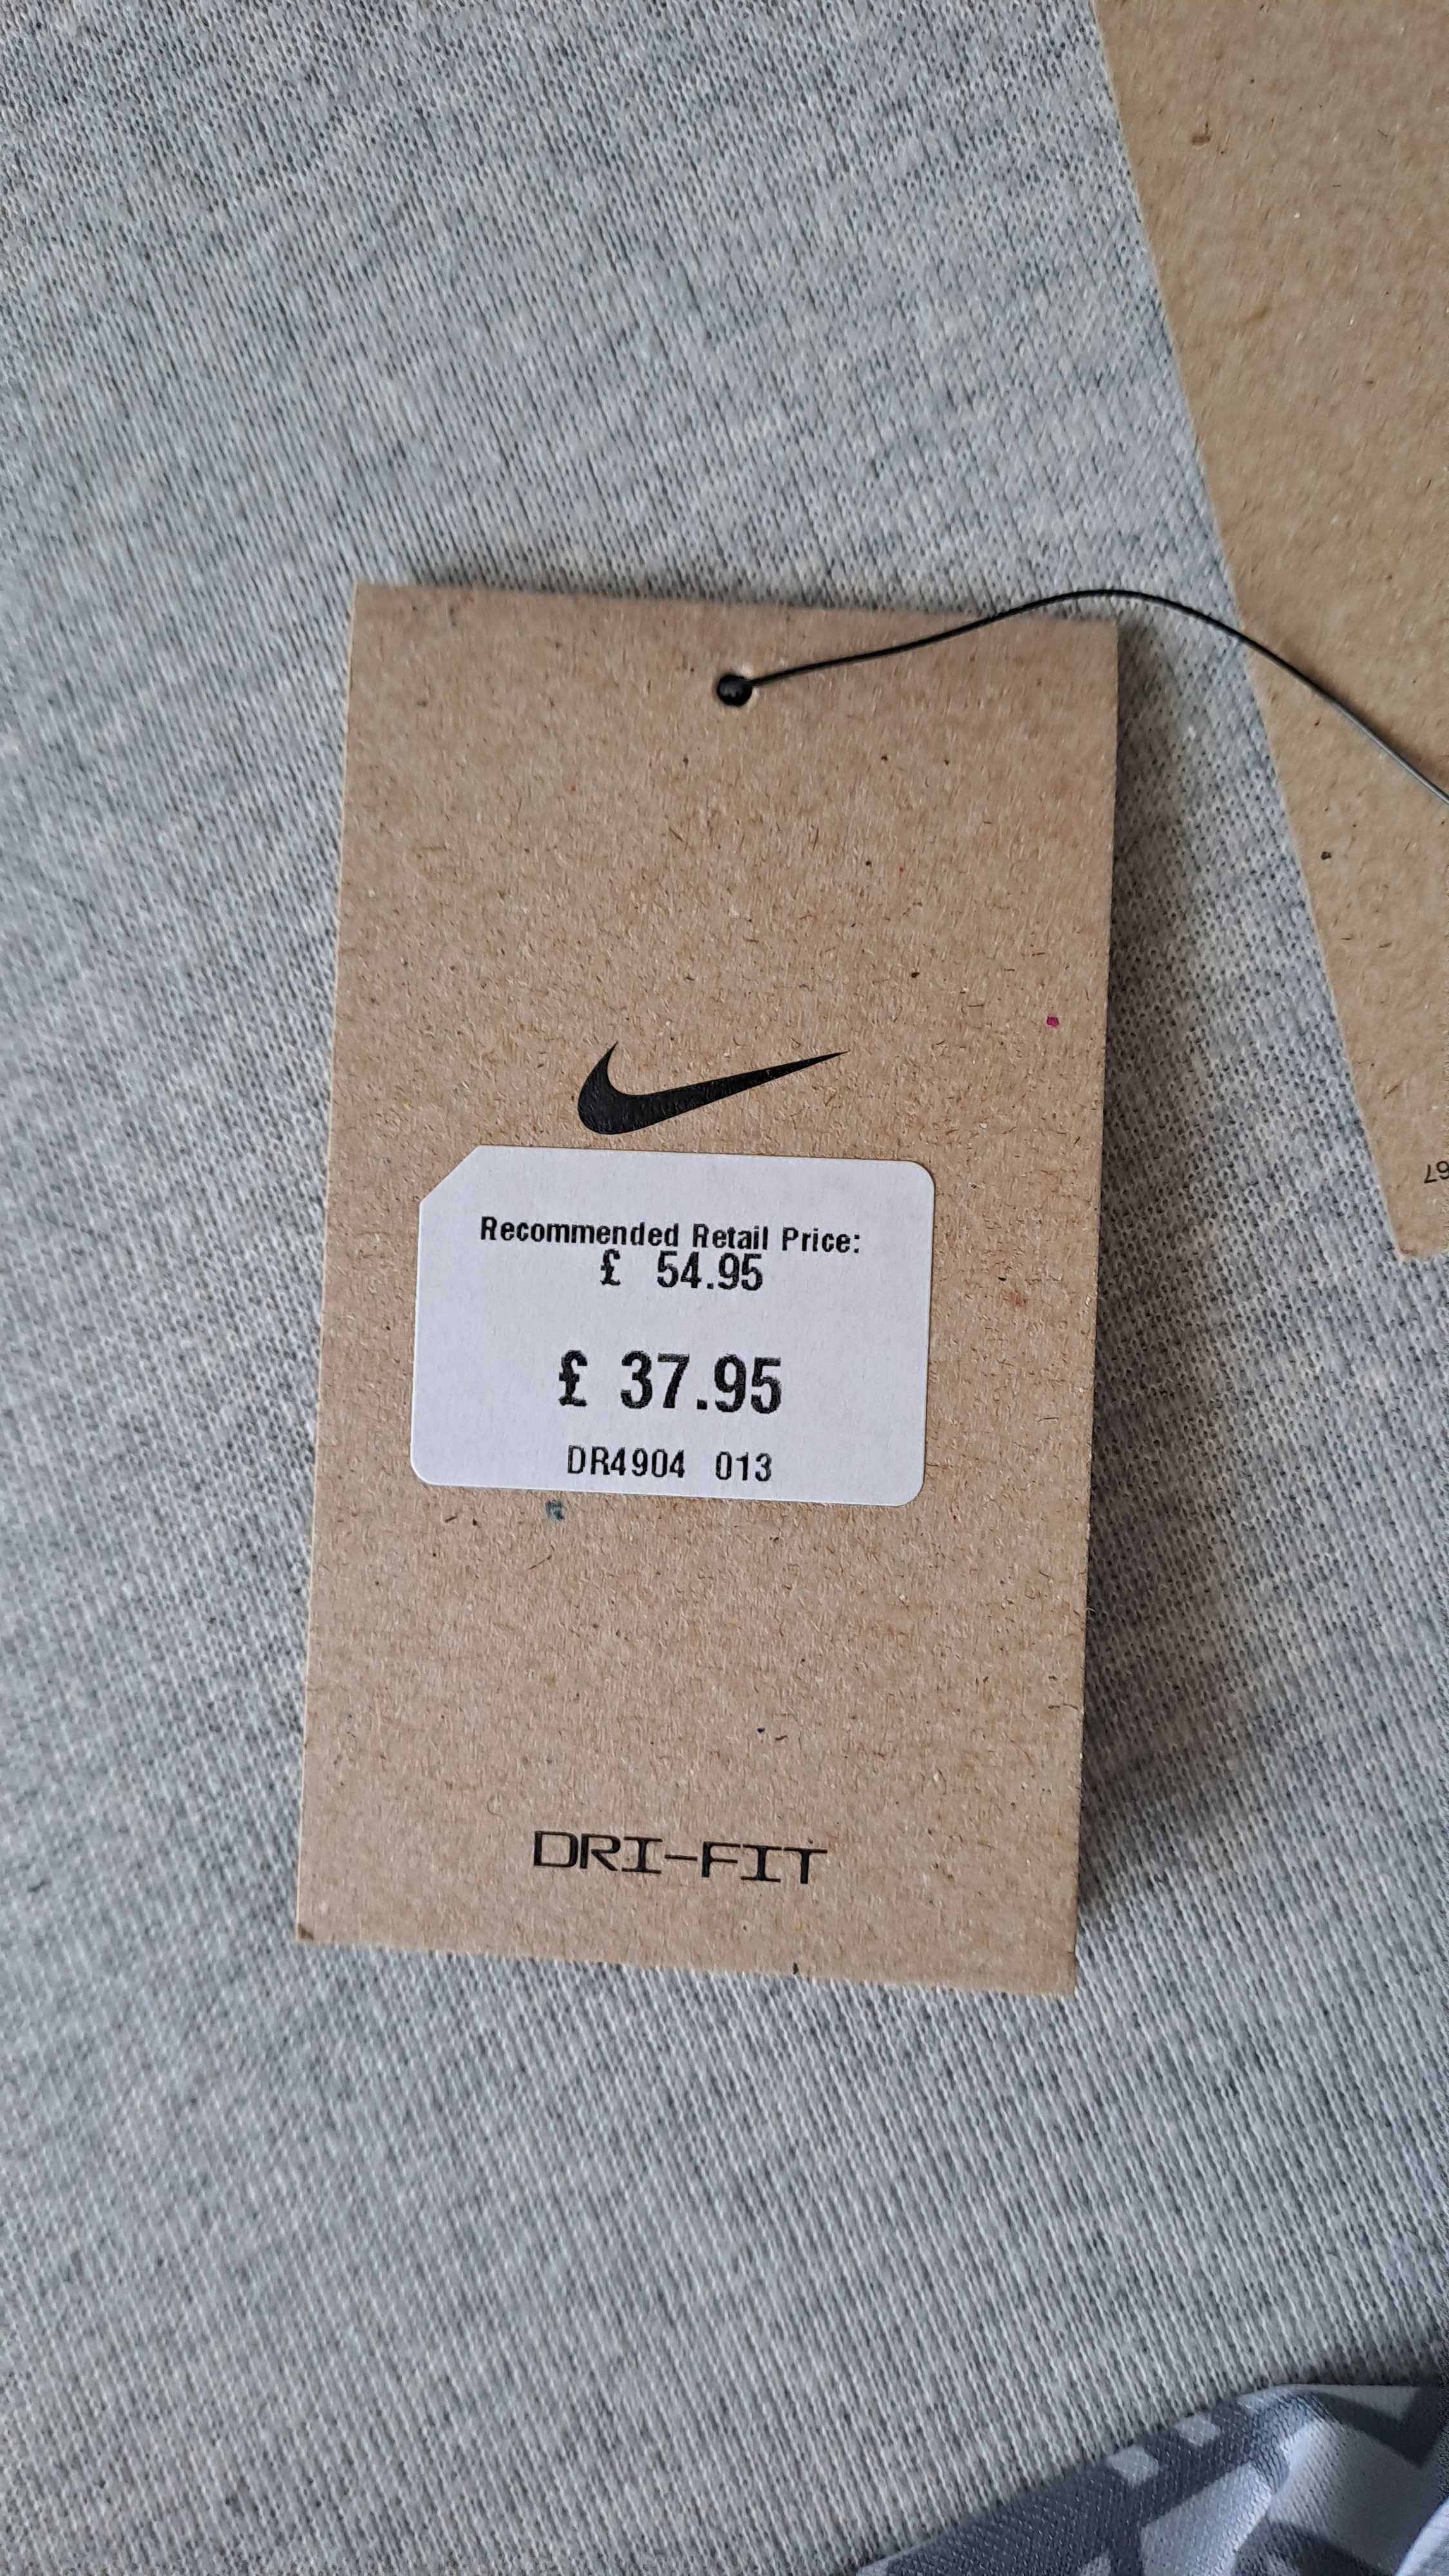 Recommended Retail Price:
£ 54.95
£ 37.95
DR4904 013
DRI-FIT